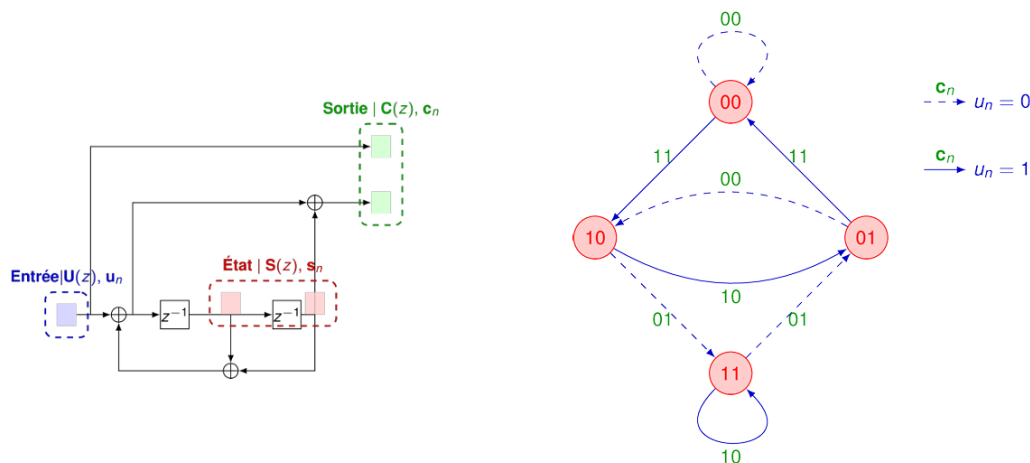 Sortie | C(z), cₙ
Entrée|U(z), uₙ
État | S(z), sₙ
z⁻¹
z⁻¹
00
00
11
11
00
10
01
10
01
01
11
10
cₙ
uₙ = 0
cₙ
uₙ = 1